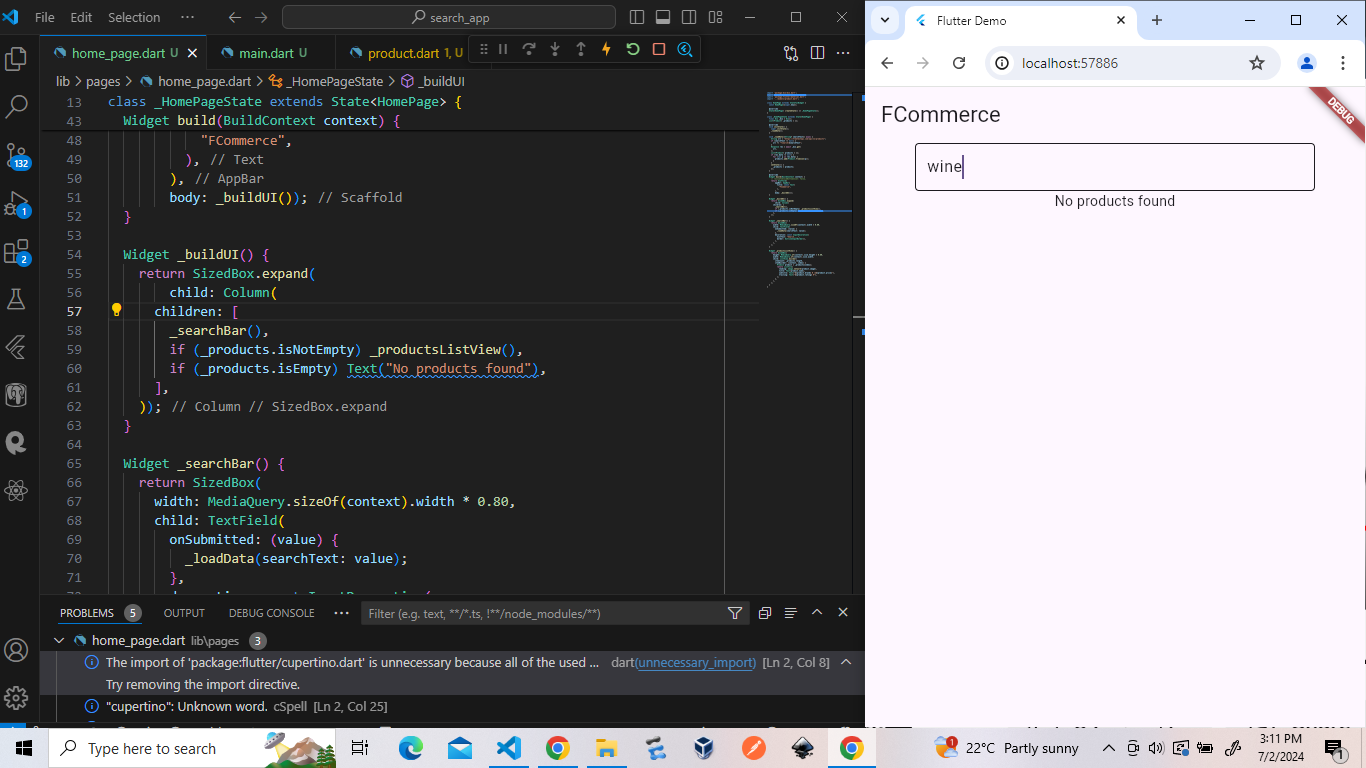 File Edit Selection ··· search_app
home_page.dart U main.dart U product.dart 1, U
lib > pages > home_page.dart > _HomePageState > _buildUI
13 class _HomePageState extends State<HomePage> {
43 Widget build(BuildContext context) {
48 "FCommerce",
49 ), // Text
50 ), // AppBar
51 body: _buildUI()); // Scaffold
52 }
53
54 Widget _buildUI() {
55 return SizedBox.expand(
56 child: Column(
57 children: [
58 _searchBar(),
59 if (_products.isNotEmpty) _productsListView(),
60 if (_products.isEmpty) Text("No products found"),
61 ],
62 )); // Column // SizedBox.expand
63 }
64
65 Widget _searchBar() {
66 return SizedBox(
67 width: MediaQuery.sizeOf(context).width * 0.80,
68 child: TextField(
69 onSubmitted: (value) {
70 _loadData(searchText: value);
71 },
132
1
2
PROBLEMS 5 OUTPUT DEBUG CONSOLE ··· Filter (e.g. text, **/*.ts, !**/node_modules/**)
home_page.dart lib\pages 3
The import of 'package:flutter/cupertino.dart' is unnecessary because all of the used ... dart(unnecessary_import) [Ln 2, Col 8]
Try removing the import directive.
"cupertino": Unknown word. cSpell [Ln 2, Col 25]
Flutter Demo
localhost:57886
DEBUG
FCommerce
wine
No products found
Type here to search
1 22°C Partly sunny
3:11 PM
7/2/2024
1